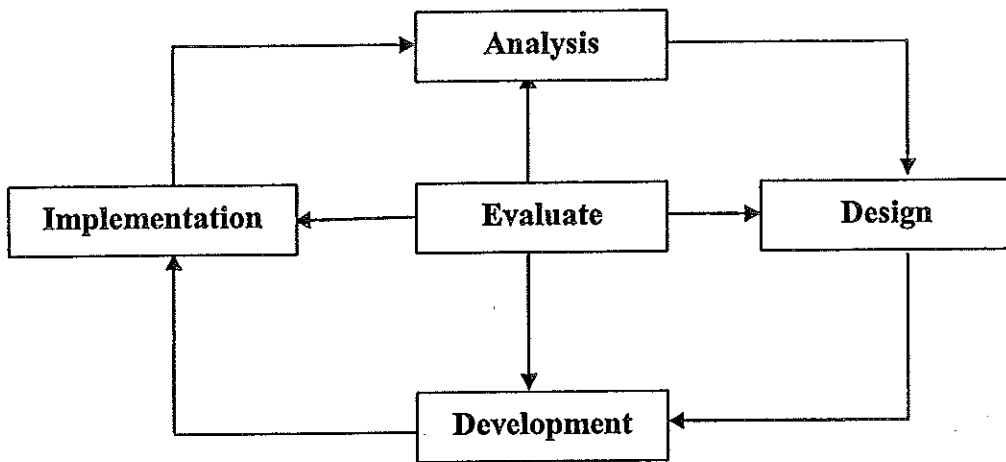 Analysis
Implementation
Evaluate
Design
Development